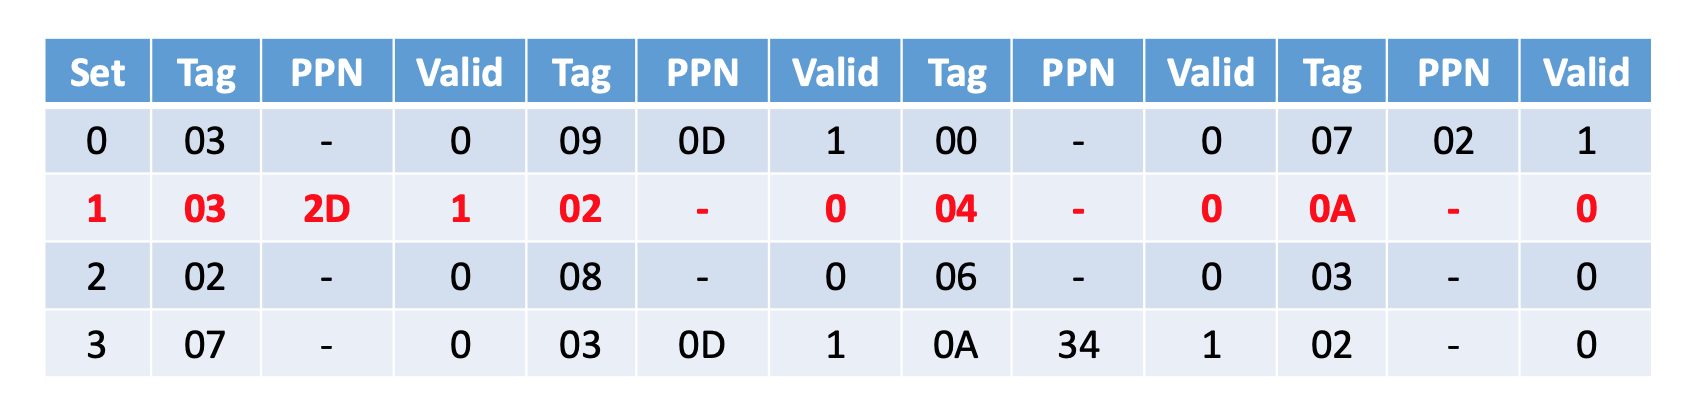 Set Tag PPN Valid Tag PPN Valid Tag PPN Valid Tag PPN Valid
0 03 - 0 09 0D 1 00 - 0 07 02 1
1 03 2D 1 02 - 0 04 - 0 0A - 0
2 02 - 0 08 - 0 06 - 0 03 - 0
3 07 - 0 03 0D 1 0A 34 1 02 - 0